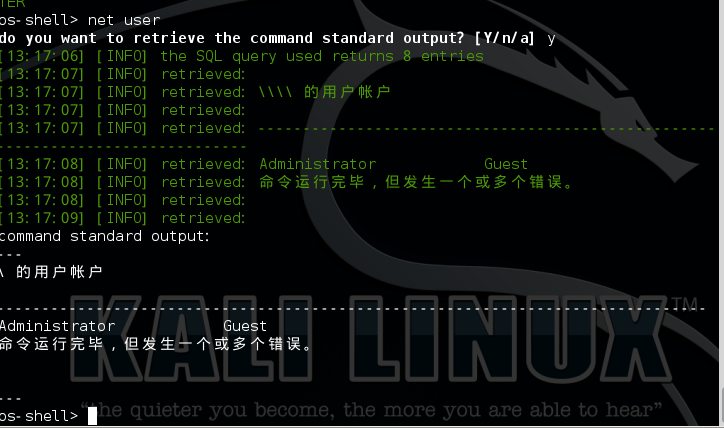 TER
os-shell> net user
do you want to retrieve the command standard output? [Y/n/a] y
[13:17:06] [INFO] the SQL query used returns 8 entries
[13:17:07] [INFO] retrieved:
[13:17:07] [INFO] retrieved: \\\\ 的用户帐户
[13:17:07] [INFO] retrieved:
[13:17:07] [INFO] retrieved: -------------------------------------------------------------------------------
[13:17:08] [INFO] retrieved: Administrator Guest
[13:17:08] [INFO] retrieved: 命令运行完毕，但发生一个或多个错误。
[13:17:08] [INFO] retrieved:
[13:17:09] [INFO] retrieved:
command standard output:
---
\ 的用户帐户
-------------------------------------------------------------------------------
Administrator Guest
命令运行完毕，但发生一个或多个错误。
---
os-shell>
KALI LINUX™
“the quieter you become, the more you are able to hear”